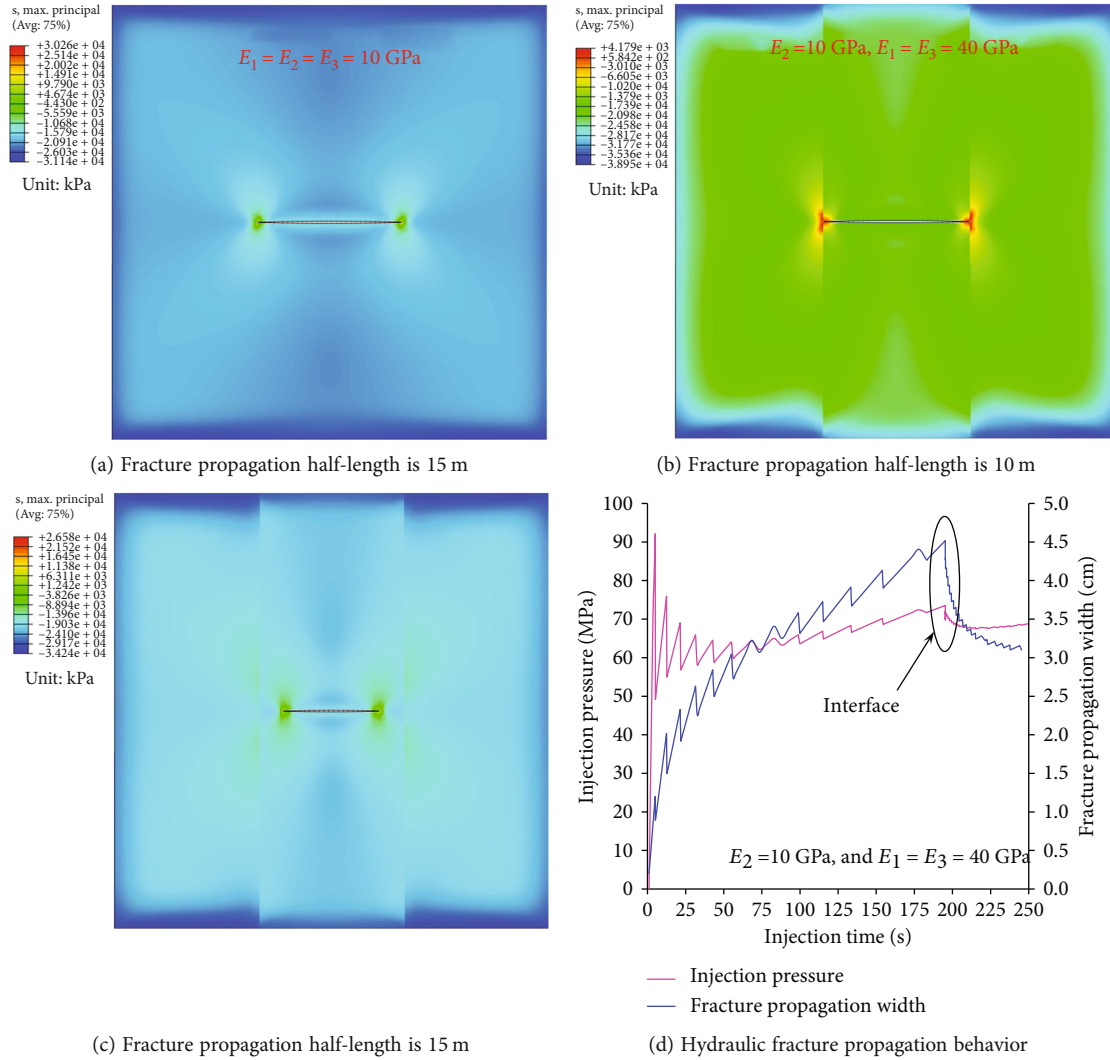 s, max. principal
(Avg: 75%)
+3.026e + 04
+2.514e + 04
+2.002e + 04
+1.491e + 04
+9.790e + 03
+4.674e + 03
−4.430e + 02
−5.559e + 03
−1.068e + 04
−1.579e + 04
−2.091e + 04
−2.603e + 04
−3.114e + 04
Unit: kPa
E1 = E2 = E3 = 10 GPa
(a) Fracture propagation half-length is 15 m
s, max. principal
(Avg: 75%)
+4.179e + 03
+5.842e + 02
−3.010e + 03
−6.605e + 03
−1.020e + 04
−1.379e + 04
−1.739e + 04
−2.098e + 04
−2.458e + 04
−2.817e + 04
−3.177e + 04
−3.536e + 04
−3.895e + 04
Unit: kPa
E2 =10 GPa, E1 = E3 = 40 GPa
(b) Fracture propagation half-length is 10 m
s, max. principal
(Avg: 75%)
+2.658e + 04
+2.152e + 04
+1.645e + 04
+1.138e + 04
+6.311e + 03
+1.242e + 03
−3.826e + 03
−8.894e + 03
−1.396e + 04
−1.903e + 04
−2.410e + 04
−2.917e + 04
−3.424e + 04
Unit: kPa
(c) Fracture propagation half-length is 15 m
Injection pressure (MPa)
100
90
80
70
60
50
40
30
20
10
0
5.0
4.5
4.0
3.5
3.0
2.5
2.0
1.5
1.0
0.5
0.0
Fracture propagation width (cm)
Interface
E2 =10 GPa, and E1 = E3 = 40 GPa
0 25 50 75 100 125 150 175 200 225 250
Injection time (s)
Injection pressure
Fracture propagation width
(d) Hydraulic fracture propagation behavior